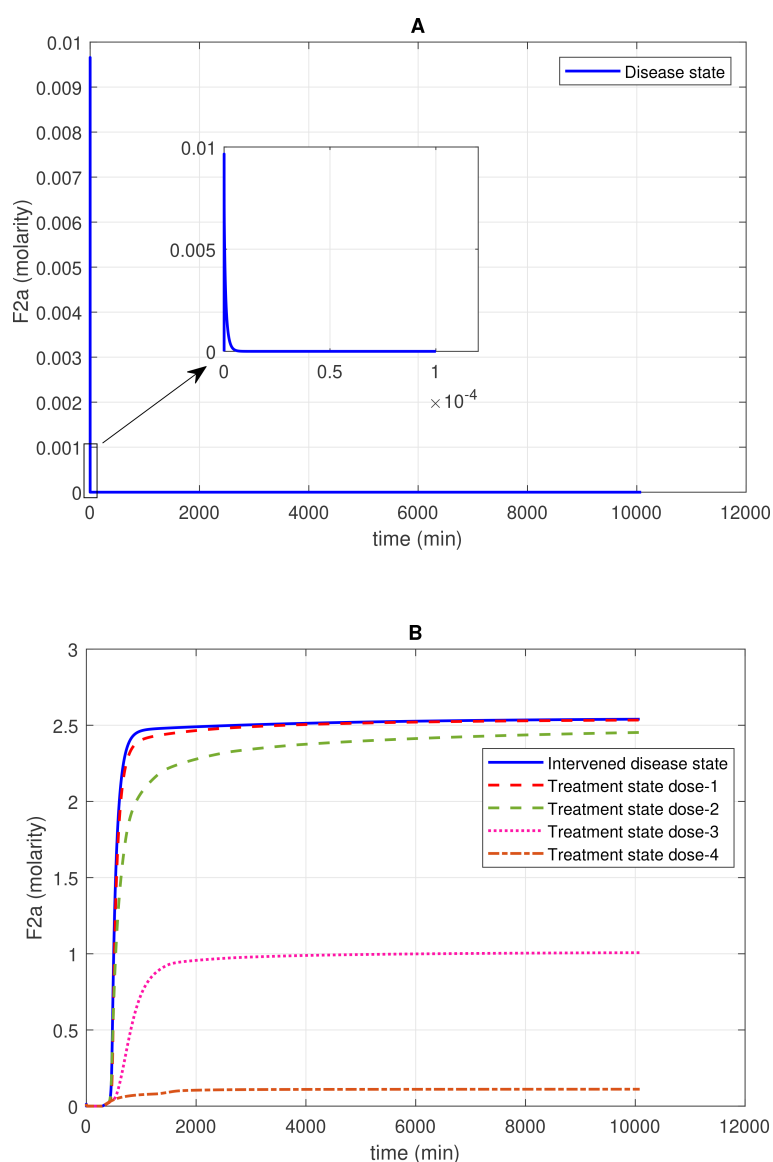 A
Disease state
F2a (molarity)
0.01
0.009
0.008
0.007
0.006
0.005
0.004
0.003
0.002
0.001
0
0.01
0.005
0
0 0.5 1
×10-4
0 2000 4000 6000 8000 10000 12000
time (min)
B
F2a (molarity)
3
2.5
2
1.5
1
0.5
0
Intervened disease state
Treatment state dose-1
Treatment state dose-2
Treatment state dose-3
Treatment state dose-4
0 2000 4000 6000 8000 10000 12000
time (min)